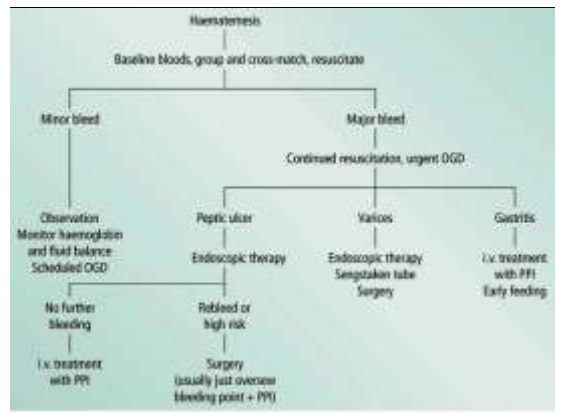 Haematemesis
Baseline bloods, group and cross-match, resuscitate
Minor bleed
Major bleed
Continued resuscitation, urgent OGD
Observation
Monitor haemoglobin
and fluid balance
Scheduled OGD
Peptic ulcer
Varices
Gastritis
Endoscopic therapy
Endoscopic therapy
Sengstaken tube
Surgery
i.v. treatment
with PPI
Early feeding
No further
bleeding
Rebleed or
high risk
i.v. treatment
with PPI
Surgery
(usually just oversew
bleeding point + PPI)